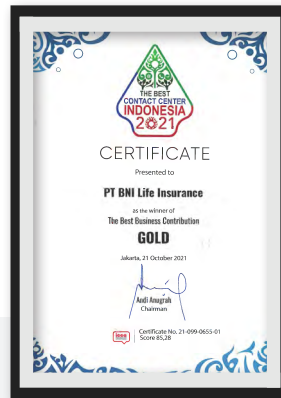 THE BEST
CONTACT CENTER
INDONESIA
2021
CERTIFICATE
Presented to
PT BNI Life Insurance
as the winner of
The Best Business Contribution
GOLD
Jakarta, 21 October 2021
Andi Anugrah
Chairman
Certificate No. 21-099-0655-01
Score 85,28